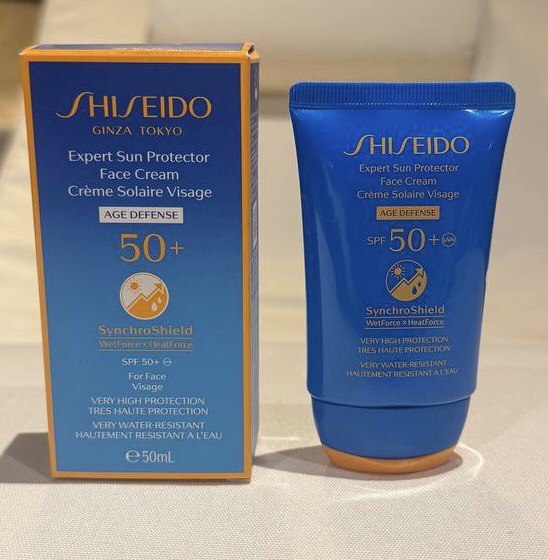 SHISEIDO
GINZA TOKYO
Expert Sun Protector
Face Cream
Crème Solaire Visage
AGE DEFENSE
50+
SynchroShield
WetForce × HeatForce
SPF 50+ UVA
For Face
Visage
VERY HIGH PROTECTION
TRES HAUTE PROTECTION
VERY WATER-RESISTANT
HAUTEMENT RESISTANT A L'EAU
℮50mL
SHISEIDO
Expert Sun Protector
Face Cream
Crème Solaire Visage
AGE DEFENSE
SPF 50+ UVA
SynchroShield
WetForce × HeatForce
VERY HIGH PROTECTION
TRES HAUTE PROTECTION
VERY WATER-RESISTANT
HAUTEMENT RESISTANT A L'EAU